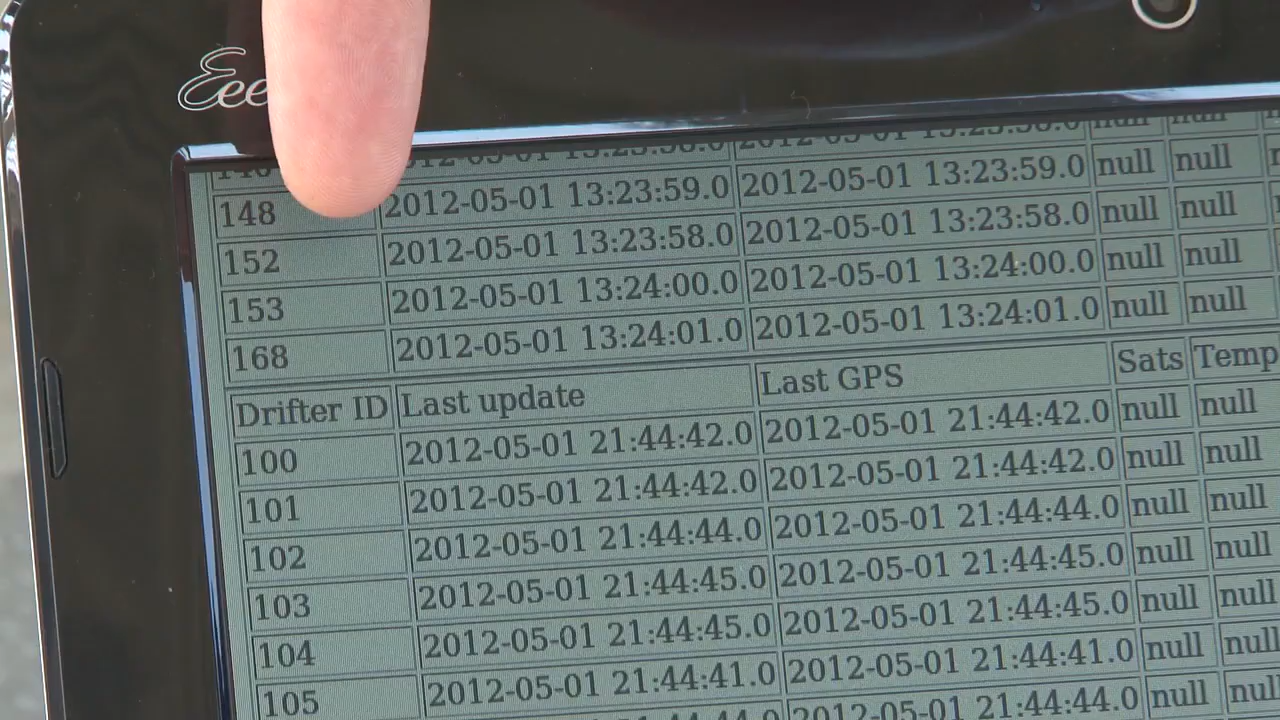 Eee
148 2012-05-01 13:23:59.0 2012-05-01 13:23:59.0 null null
152 2012-05-01 13:23:58.0 2012-05-01 13:23:58.0 null null
153 2012-05-01 13:24:00.0 2012-05-01 13:24:00.0 null null
168 2012-05-01 13:24:01.0 2012-05-01 13:24:01.0 null null
Drifter ID Last update Last GPS Sats Temp
100 2012-05-01 21:44:42.0 2012-05-01 21:44:42.0 null null
101 2012-05-01 21:44:42.0 2012-05-01 21:44:42.0 null null
102 2012-05-01 21:44:44.0 2012-05-01 21:44:44.0 null null
103 2012-05-01 21:44:45.0 2012-05-01 21:44:45.0 null null
104 2012-05-01 21:44:45.0 2012-05-01 21:44:45.0 null null
105 2012-05-01 21:44:41.0 2012-05-01 21:44:41.0 null null
2012-05-01 21:44:44.0 null